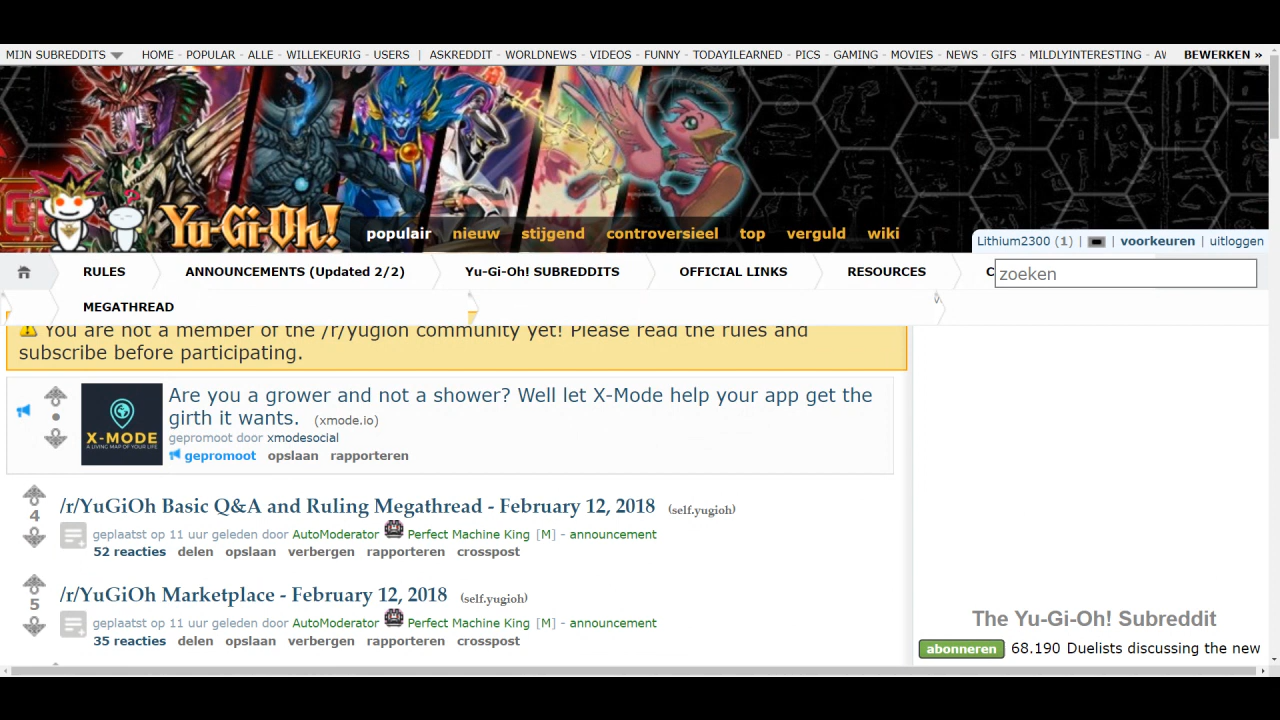 MIJN SUBREDDITS HOME - POPULAR - ALLE - WILLEKEURIG - USERS | ASKREDDIT - WORLDNEWS - VIDEOS - FUNNY - TODAYILEARNED - PICS - GAMING - MOVIES - NEWS - GIFS - MILDLYINTERESTING - AW BEWERKEN »
Yu-Gi-Oh! populair nieuw stijgend controversieel top verguld wiki
Lithium2300 (1) | voorkeuren | uitloggen
RULES ANNOUNCEMENTS (Updated 2/2) Yu-Gi-Oh! SUBREDDITS OFFICIAL LINKS RESOURCES C zoeken
MEGATHREAD
You are not a member of the /r/yugioh community yet! Please read the rules and
subscribe before participating.
Are you a grower and not a shower? Well let X-Mode help your app get the
girth it wants. (xmode.io)
X-MODE
A LIVING MAP OF YOUR LIFE
gepromoot door xmodesocial
gepromoot opslaan rapporteren
/r/YuGiOh Basic Q&A and Ruling Megathread - February 12, 2018 (self.yugioh)
4
geplaatst op 11 uur geleden door AutoModerator Perfect Machine King [M] - announcement
52 reacties delen opslaan verbergen rapporteren crosspost
/r/YuGiOh Marketplace - February 12, 2018 (self.yugioh)
5
geplaatst op 11 uur geleden door AutoModerator Perfect Machine King [M] - announcement
35 reacties delen opslaan verbergen rapporteren crosspost
The Yu-Gi-Oh! Subreddit
abonneren 68.190 Duelists discussing the new